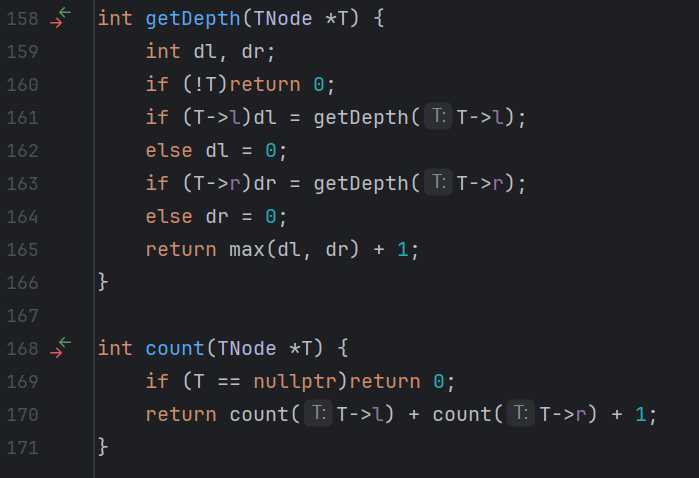 158 int getDepth(TNode *T) {
159     int dl, dr;
160     if (!T)return 0;
161     if (T->l)dl = getDepth( T: T->l);
162     else dl = 0;
163     if (T->r)dr = getDepth( T: T->r);
164     else dr = 0;
165     return max(dl, dr) + 1;
166 }
167
168 int count(TNode *T) {
169     if (T == nullptr)return 0;
170     return count( T: T->l) + count( T: T->r) + 1;
171 }